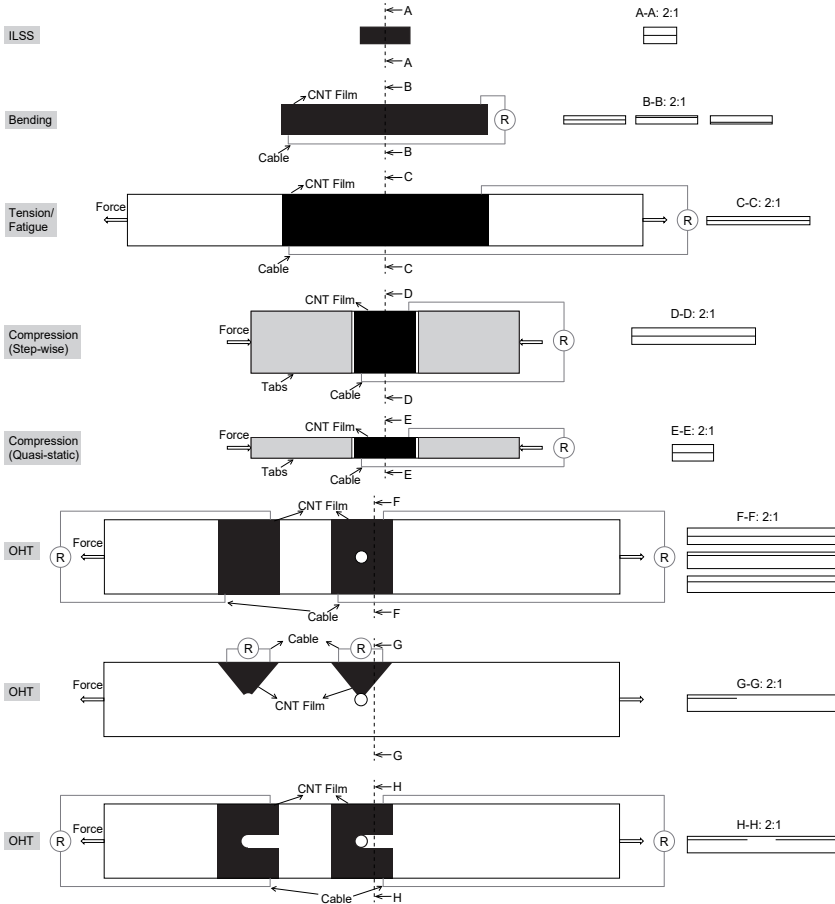 A
A-A: 2:1
ILSS
A
B
CNT Film
B-B: 2:1
Bending
R
Cable
B
C
CNT Film
C-C: 2:1
Tension/
Fatigue
Force
R
Cable
C
D
CNT Film
D-D: 2:1
Compression
(Step-wise)
Force
R
Tabs
Cable
D
E
CNT Film
E-E: 2:1
Compression
(Quasi-static)
Force
R
Tabs
Cable
E
F
CNT Film
F-F: 2:1
OHT
R
Force
R
Cable
F
Cable
G
R
R
G-G: 2:1
OHT
Force
CNT Film
G
H
CNT Film
H-H: 2:1
OHT
R
Force
R
Cable
H